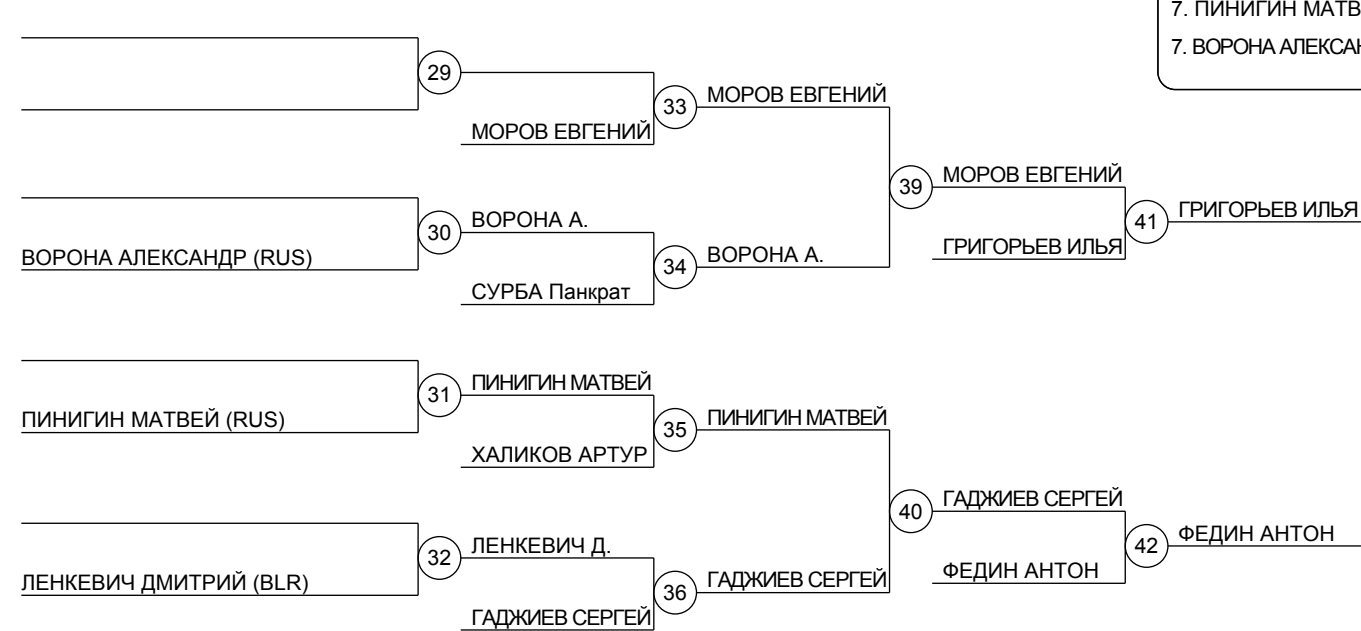 7. ПИНИГИН МАТВ
7. ВОРОНА АЛЕКСА
29
МОРОВ ЕВГЕНИЙ
33
МОРОВ ЕВГЕНИЙ
39
МОРОВ ЕВГЕНИЙ
ВОРОНА АЛЕКСАНДР (RUS)
30
ВОРОНА А.
СУРБА Панкрат
34
ВОРОНА А.
ГРИГОРЬЕВ ИЛЬЯ
41
ГРИГОРЬЕВ ИЛЬЯ
ПИНИГИН МАТВЕЙ (RUS)
31
ПИНИГИН МАТВЕЙ
ХАЛИКОВ АРТУР
35
ПИНИГИН МАТВЕЙ
40
ГАДЖИЕВ СЕРГЕЙ
ЛЕНКЕВИЧ ДМИТРИЙ (BLR)
32
ЛЕНКЕВИЧ Д.
ГАДЖИЕВ СЕРГЕЙ
36
ГАДЖИЕВ СЕРГЕЙ
ФЕДИН АНТОН
42
ФЕДИН АНТОН